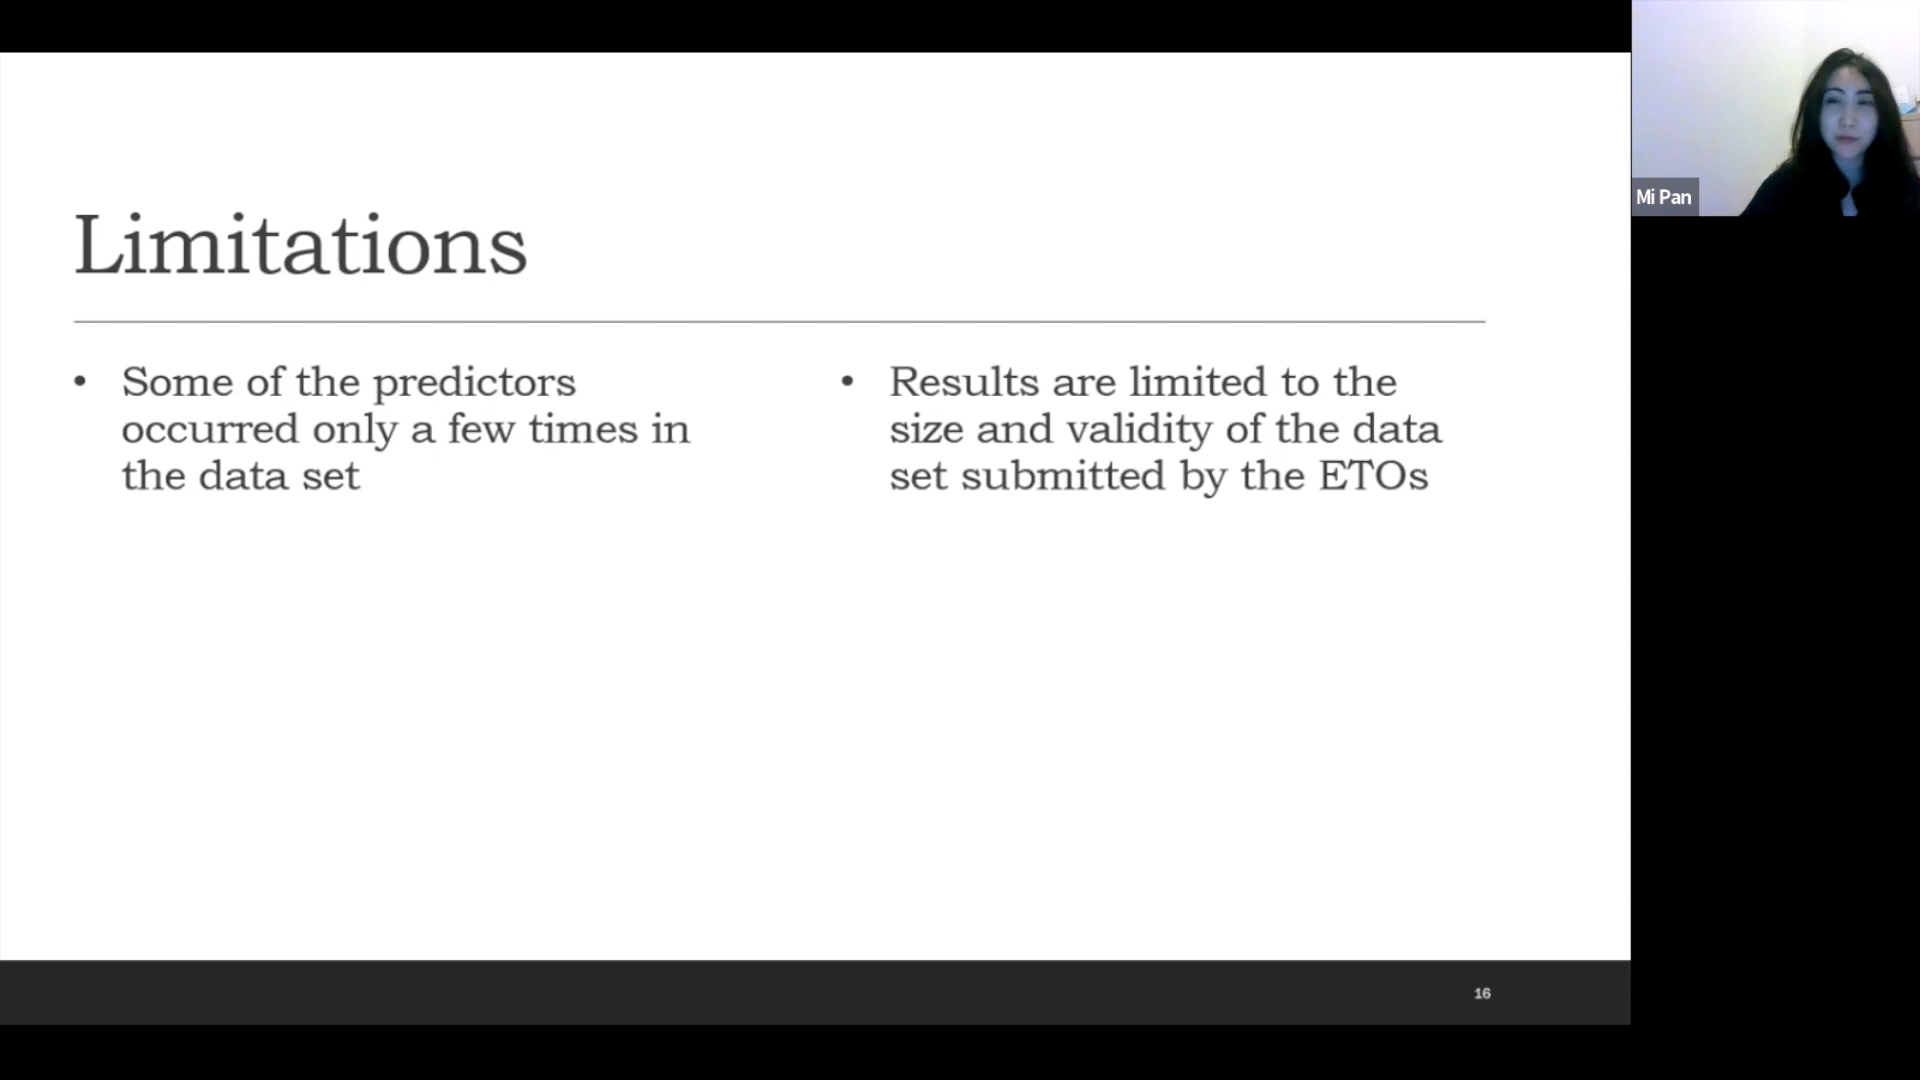 Limitations
• Some of the predictors
occurred only a few times in
the data set
• Results are limited to the
size and validity of the data
set submitted by the ETOs
16
Mi Pan